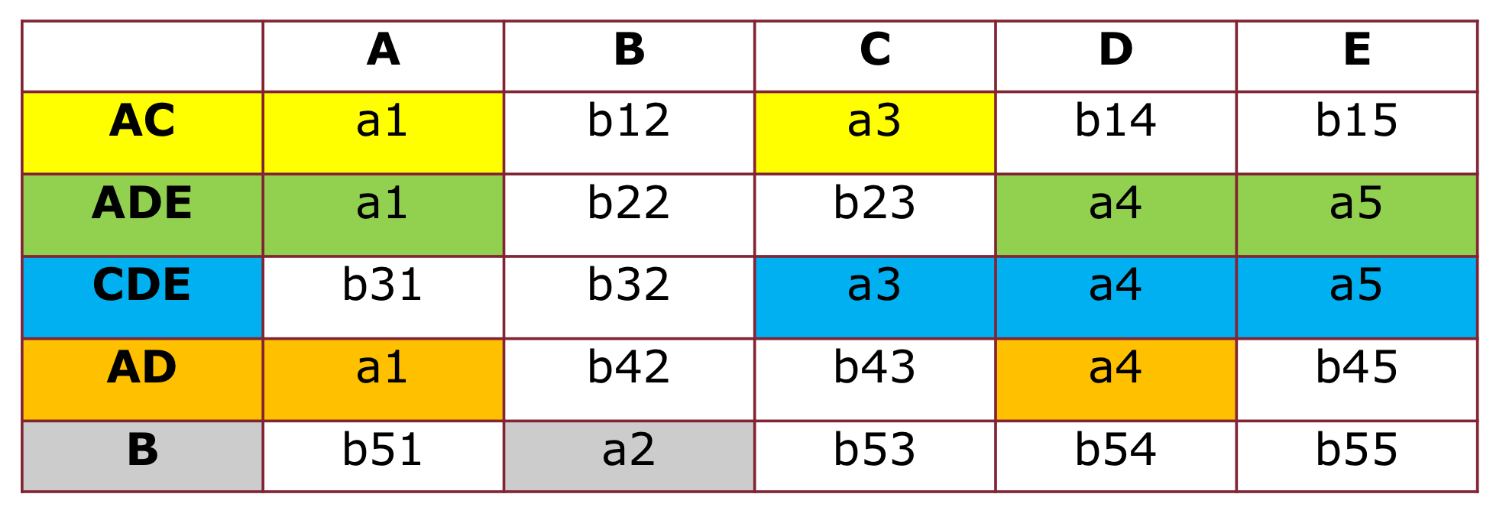 A B C D E
AC a1 b12 a3 b14 b15
ADE a1 b22 b23 a4 a5
CDE b31 b32 a3 a4 a5
AD a1 b42 b43 a4 b45
B b51 a2 b53 b54 b55